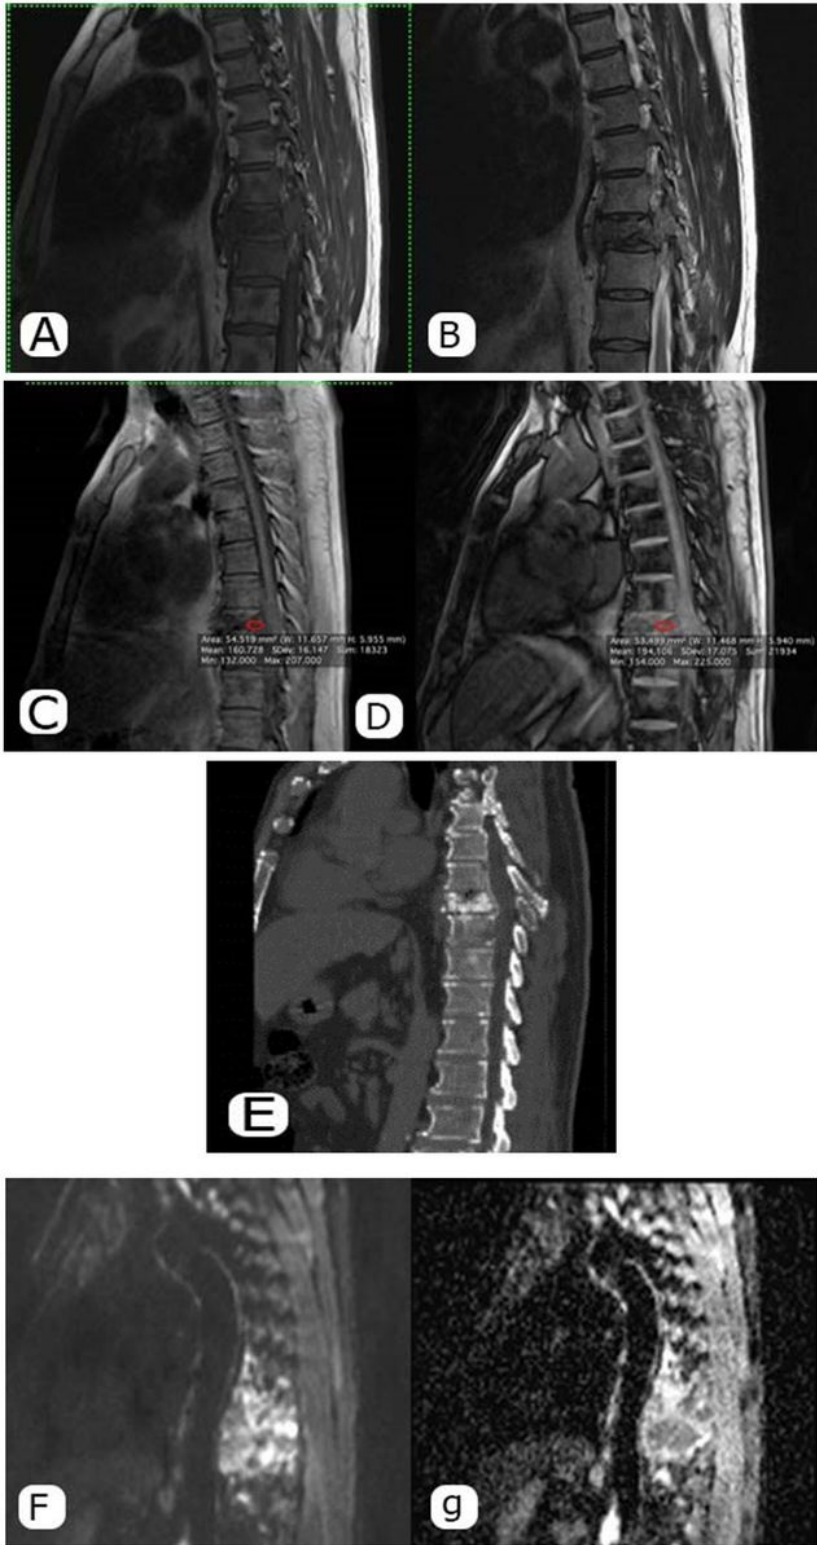 A
B
C
Area: 54.519 mm² (W: 11.657 mm H: 5.955 mm)
Mean: 160.728 SDev: 16.147 Sum: 18323
Min: 132.000 Max: 207.000
D
Area: 53.499 mm² (W: 11.468 mm H: 5.940 mm)
Mean: 194.106 SDev: 17.075 Sum: 21934
Min: 154.000 Max: 225.000
E
F
g